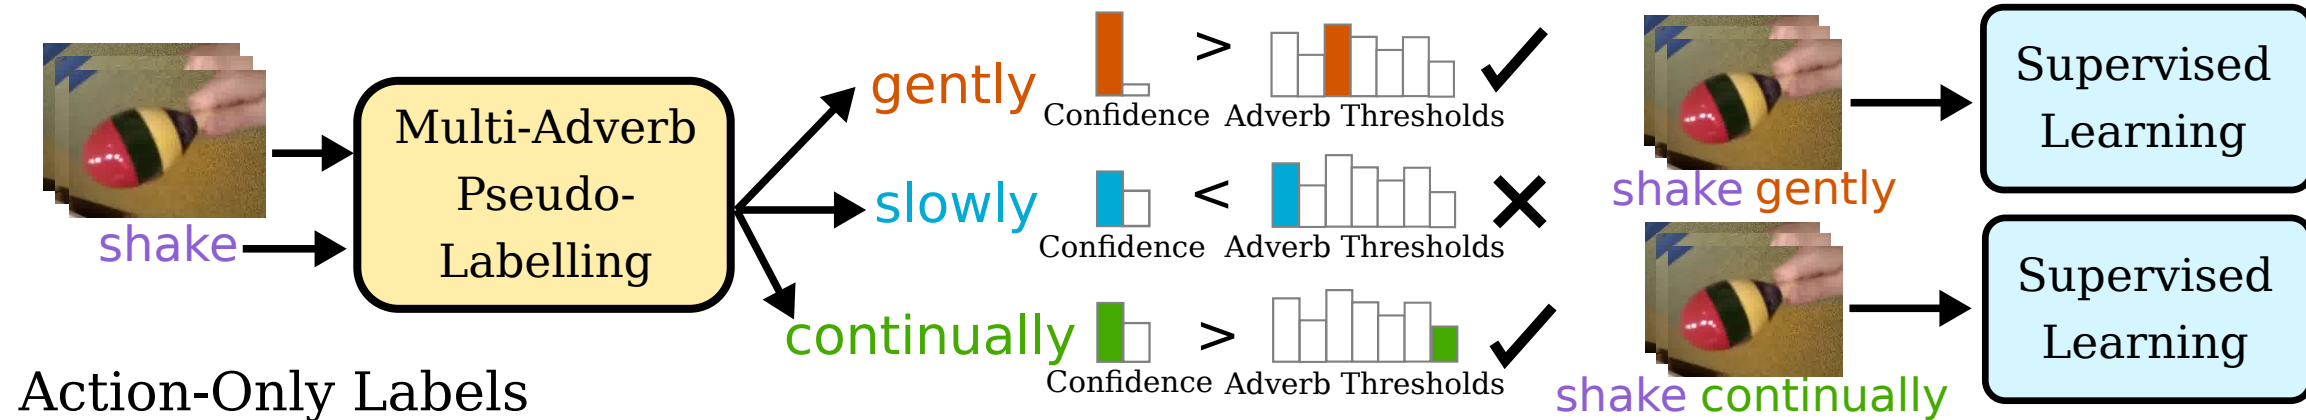 shake
Action-Only Labels
Multi-Adverb
Pseudo-
Labelling
gently
>
Confidence
Adverb Thresholds
slowly
<
Confidence
Adverb Thresholds
continually
>
Confidence
Adverb Thresholds
shake gently
Supervised
Learning
shake continually
Supervised
Learning